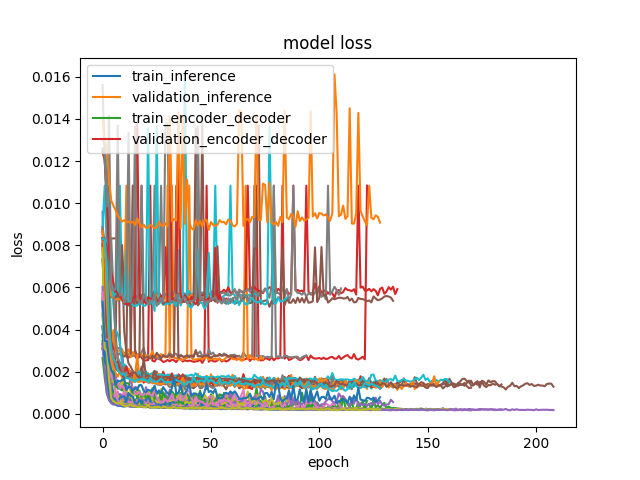 model loss
train_inference
validation_inference
train_encoder_decoder
validation_encoder_decoder
loss
0.016
0.014
0.012
0.010
0.008
0.006
0.004
0.002
0.000
0
50
100
150
200
epoch